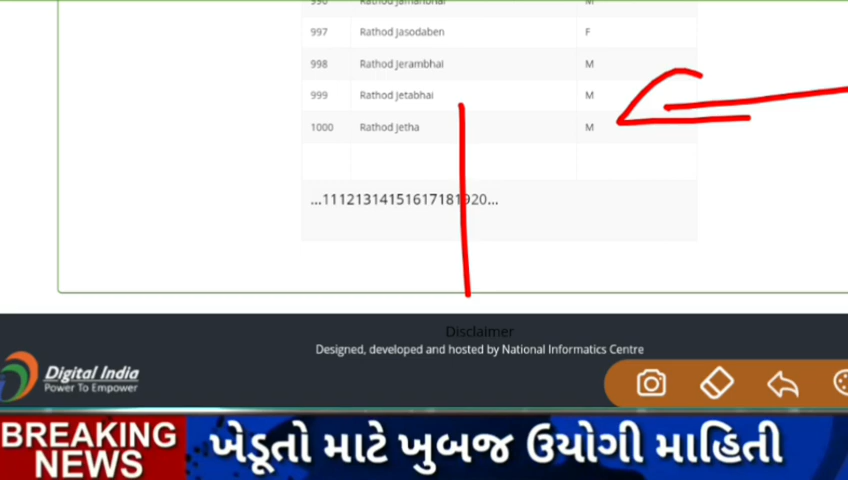 997 Rathod Jasodaben F
998 Rathod Jerambhai M
999 Rathod Jetabhai M
1000 Rathod Jetha M
...11121314151617181920...
Disclaimer
Designed, developed and hosted by National Informatics Centre
Digital India
Power To Empower
BREAKING
NEWS
ખેડૂતો માટે ખુબજ ઉયોગી માહિતી